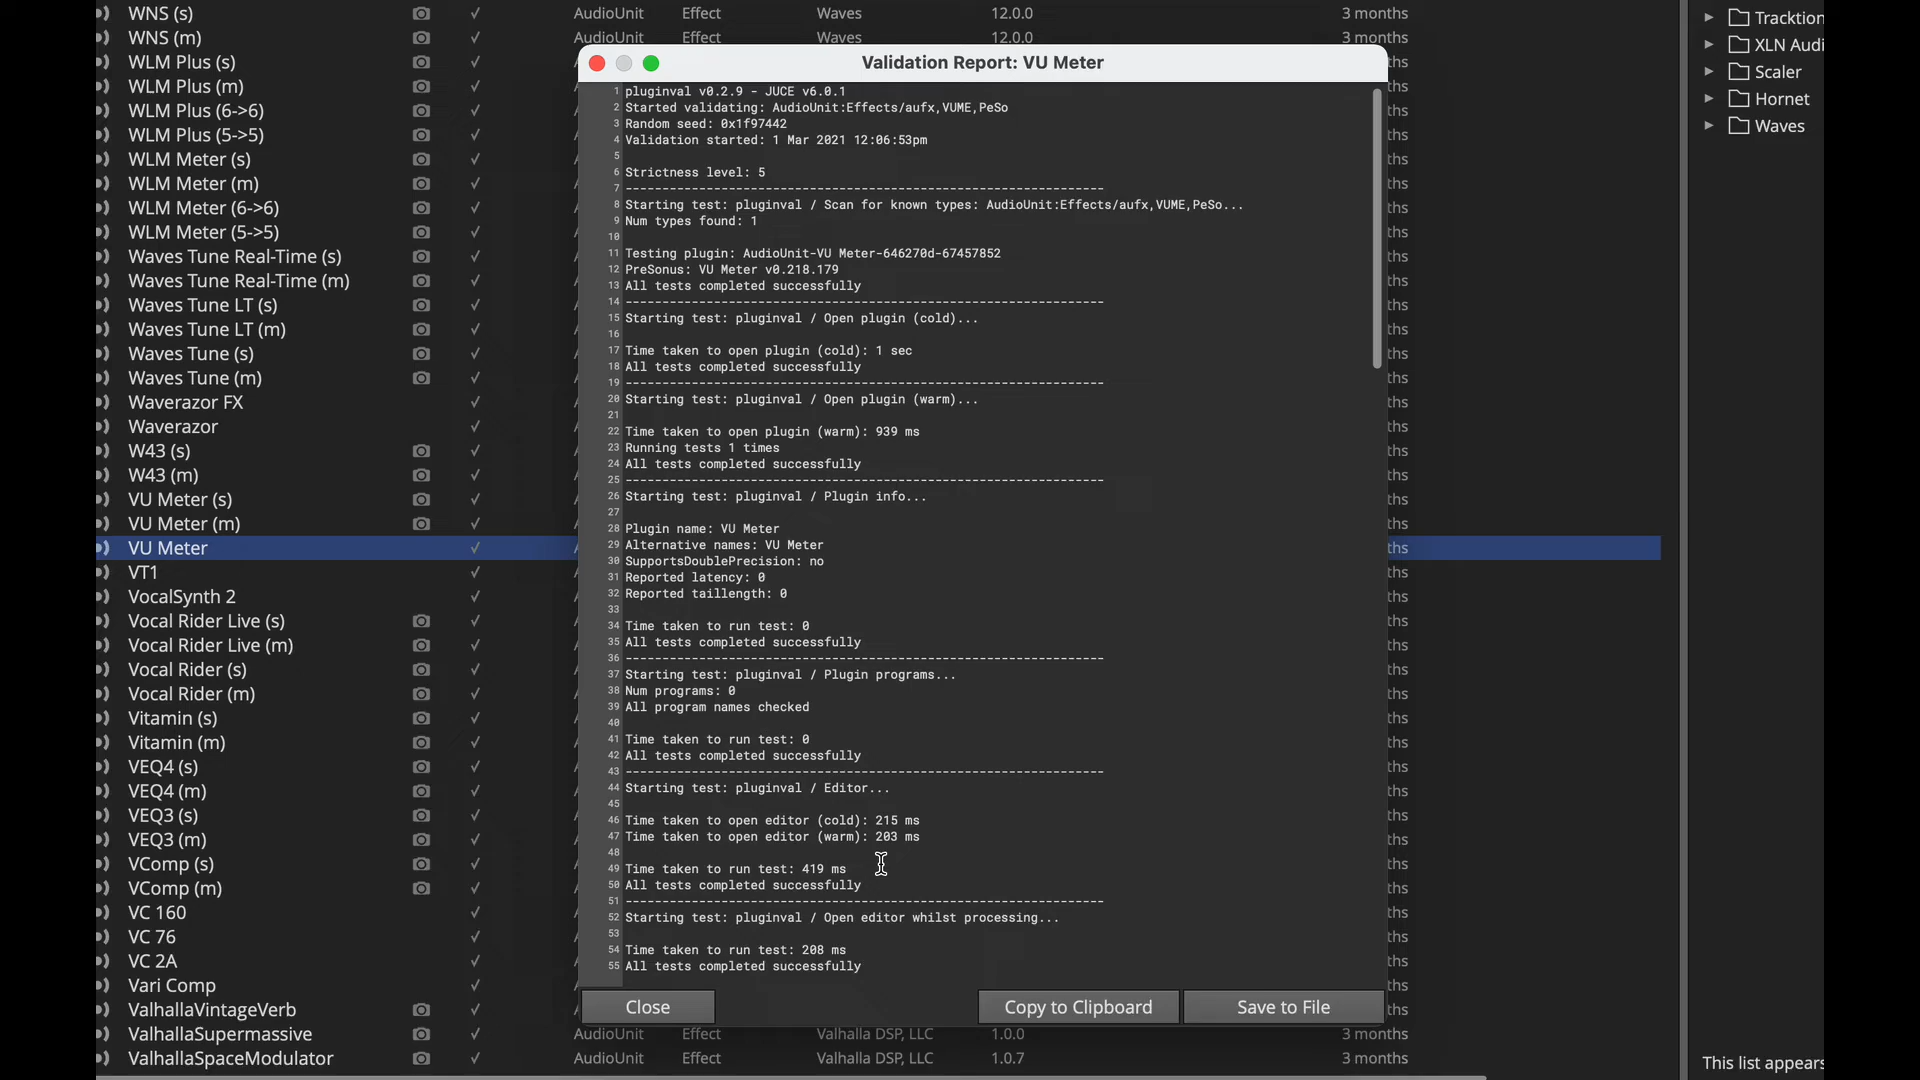 WNS (s) ✓ AudioUnit Effect Waves 12.0.0 3 months
WNS (m) ✓ AudioUnit Effect Waves 12.0.0 3 months
WLM Plus (s)
WLM Plus (m)
WLM Plus (6->6)
WLM Plus (5->5)
WLM Meter (s)
WLM Meter (m)
WLM Meter (6->6)
WLM Meter (5->5)
Waves Tune Real-Time (s)
Waves Tune Real-Time (m)
Waves Tune LT (s)
Waves Tune LT (m)
Waves Tune (s)
Waves Tune (m)
Waverazor FX
Waverazor
W43 (s)
W43 (m)
VU Meter (s)
VU Meter (m)
VU Meter
VT1
VocalSynth 2
Vocal Rider Live (s)
Vocal Rider Live (m)
Vocal Rider (s)
Vocal Rider (m)
Vitamin (s)
Vitamin (m)
VEQ4 (s)
VEQ4 (m)
VEQ3 (s)
VEQ3 (m)
VComp (s)
VComp (m)
VC 160
VC 76
VC 2A
Vari Comp
ValhallaVintageVerb
ValhallaSupermassive ✓ AudioUnit Effect Valhalla DSP, LLC 1.0.0 3 months
ValhallaSpaceModulator ✓ AudioUnit Effect Valhalla DSP, LLC 1.0.7 3 months
Validation Report: VU Meter
1 pluginval v0.2.9 - JUCE v6.0.1
2 Started validating: AudioUnit:Effects/aufx,VUME,PeSo
3 Random seed: 0x1f97442
4 Validation started: 1 Mar 2021 12:06:53pm
5
6 Strictness level: 5
7 -----------------------------------------------------------------
8 Starting test: pluginval / Scan for known types: AudioUnit:Effects/aufx,VUME,PeSo...
9 Num types found: 1
10
11 Testing plugin: AudioUnit-VU Meter-646270d-67457852
12 PreSonus: VU Meter v0.218.179
13 All tests completed successfully
14 -----------------------------------------------------------------
15 Starting test: pluginval / Open plugin (cold)...
16
17 Time taken to open plugin (cold): 1 sec
18 All tests completed successfully
19 -----------------------------------------------------------------
20 Starting test: pluginval / Open plugin (warm)...
21
22 Time taken to open plugin (warm): 939 ms
23 Running tests 1 times
24 All tests completed successfully
25 -----------------------------------------------------------------
26 Starting test: pluginval / Plugin info...
27
28 Plugin name: VU Meter
29 Alternative names: VU Meter
30 SupportsDoublePrecision: no
31 Reported latency: 0
32 Reported taillength: 0
33
34 Time taken to run test: 0
35 All tests completed successfully
36 -----------------------------------------------------------------
37 Starting test: pluginval / Plugin programs...
38 Num programs: 0
39 All program names checked
40
41 Time taken to run test: 0
42 All tests completed successfully
43 -----------------------------------------------------------------
44 Starting test: pluginval / Editor...
45
46 Time taken to open editor (cold): 215 ms
47 Time taken to open editor (warm): 203 ms
48
49 Time taken to run test: 419 ms
50 All tests completed successfully
51 -----------------------------------------------------------------
52 Starting test: pluginval / Open editor whilst processing...
53
54 Time taken to run test: 208 ms
55 All tests completed successfully
Close Copy to Clipboard Save to File
Tracktion
XLN Audi
Scaler
Hornet
Waves
This list appears